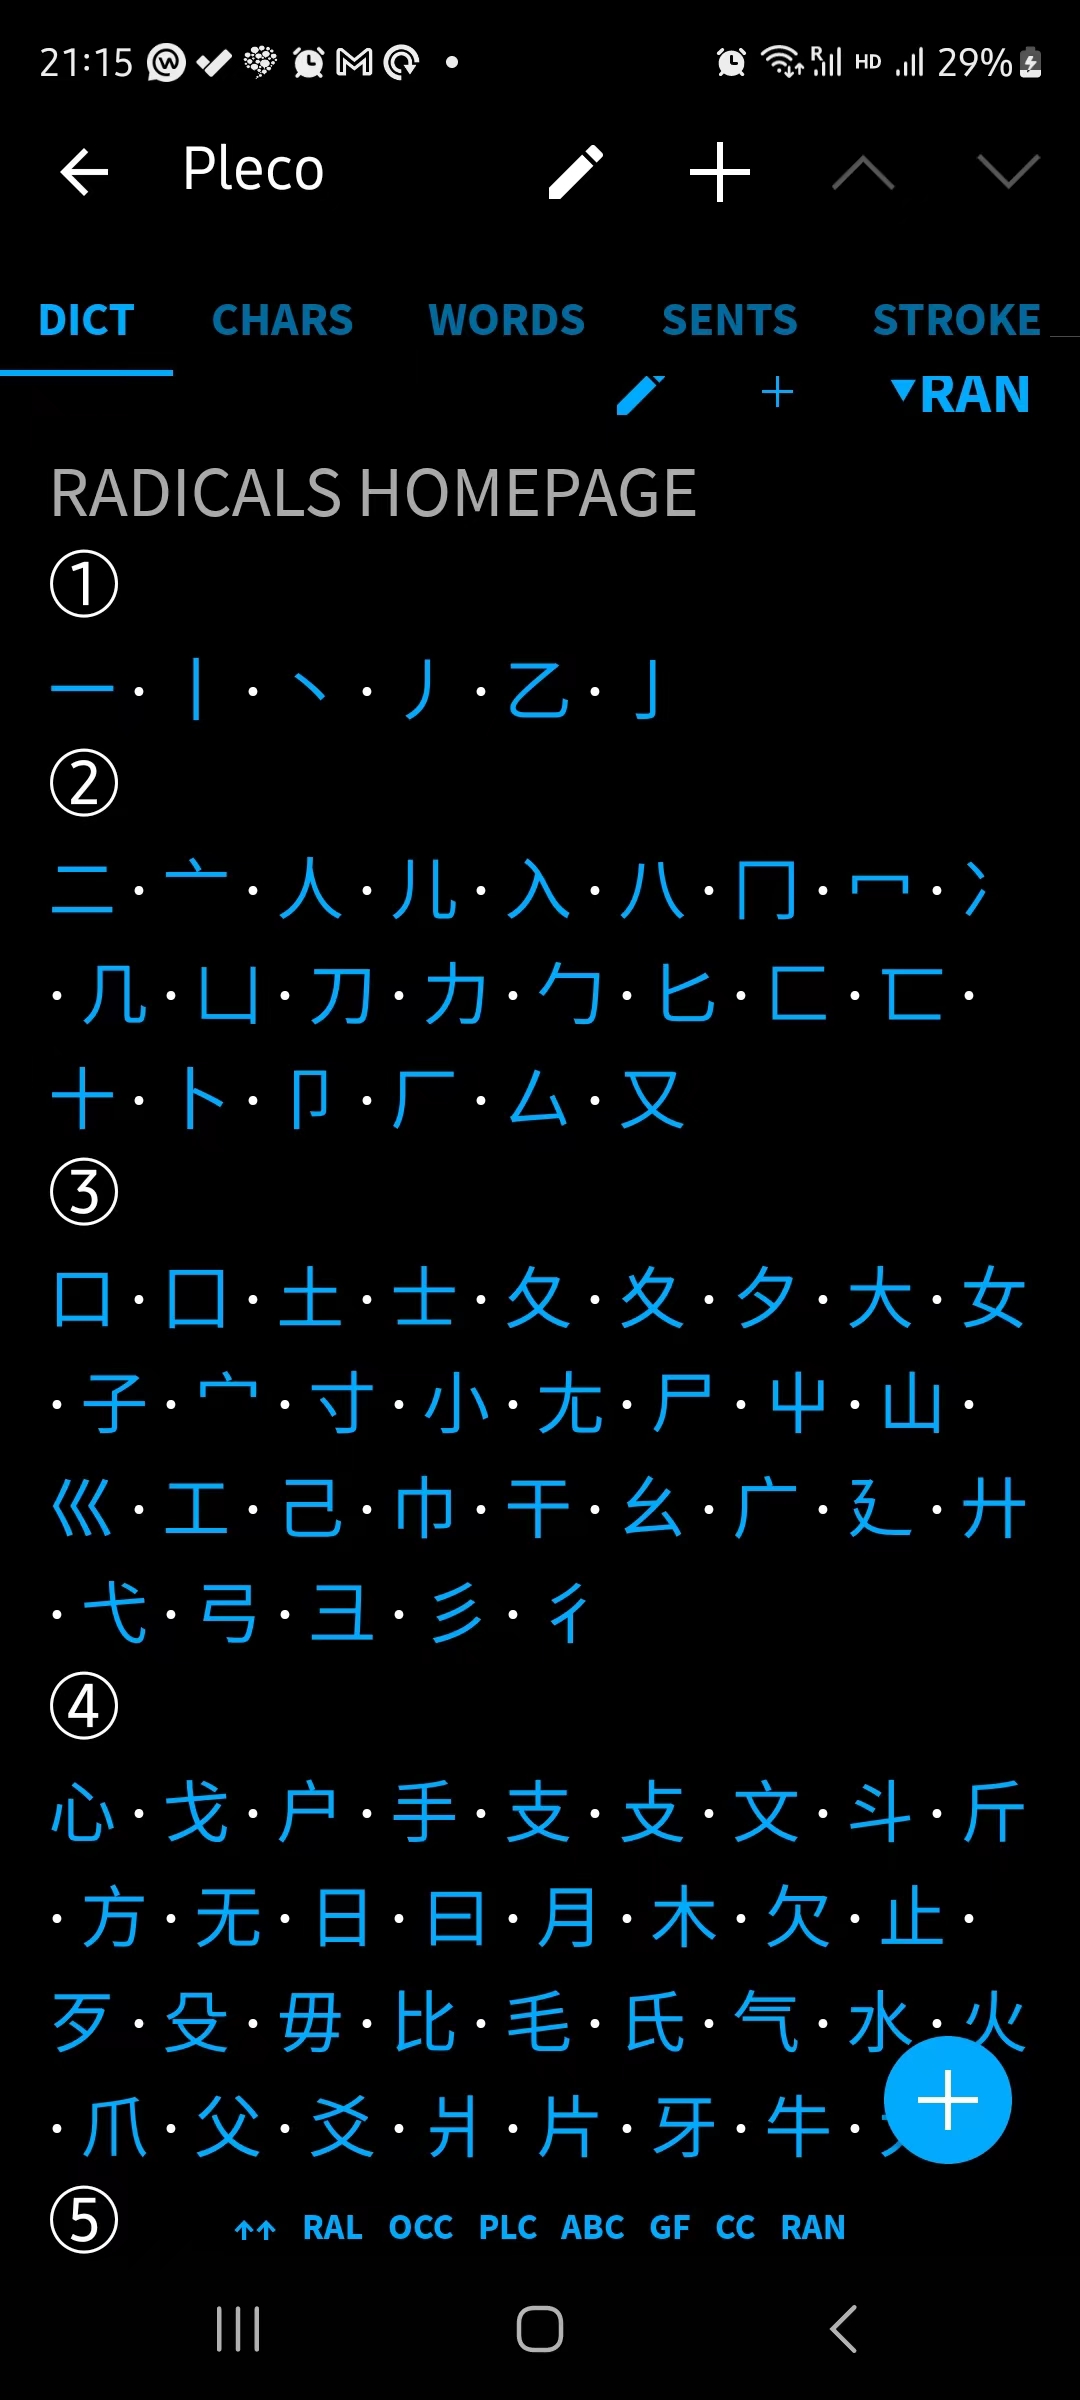 21:15 HD 29%
Pleco
DICT CHARS WORDS SENTS STROKE
▼RAN
RADICALS HOMEPAGE
①
一·丨·丶·丿·乙·亅
②
二·亠·人·儿·入·八·冂·冖·冫
·几·凵·刀·力·勹·匕·匚·匸·
十·卜·卩·厂·厶·又
③
口·囗·土·士·夂·夊·夕·大·女
·子·宀·寸·小·尢·尸·屮·山·
巛·工·己·巾·干·幺·广·廴·廾
·弋·弓·彐·彡·彳
④
心·戈·户·手·支·攴·文·斗·斤
·方·无·日·曰·月·木·欠·止·
歹·殳·毋·比·毛·氏·气·水·火
·爪·父·爻·爿·片·牙·牛·
⑤ ↑↑ RAL OCC PLC ABC GF CC RAN